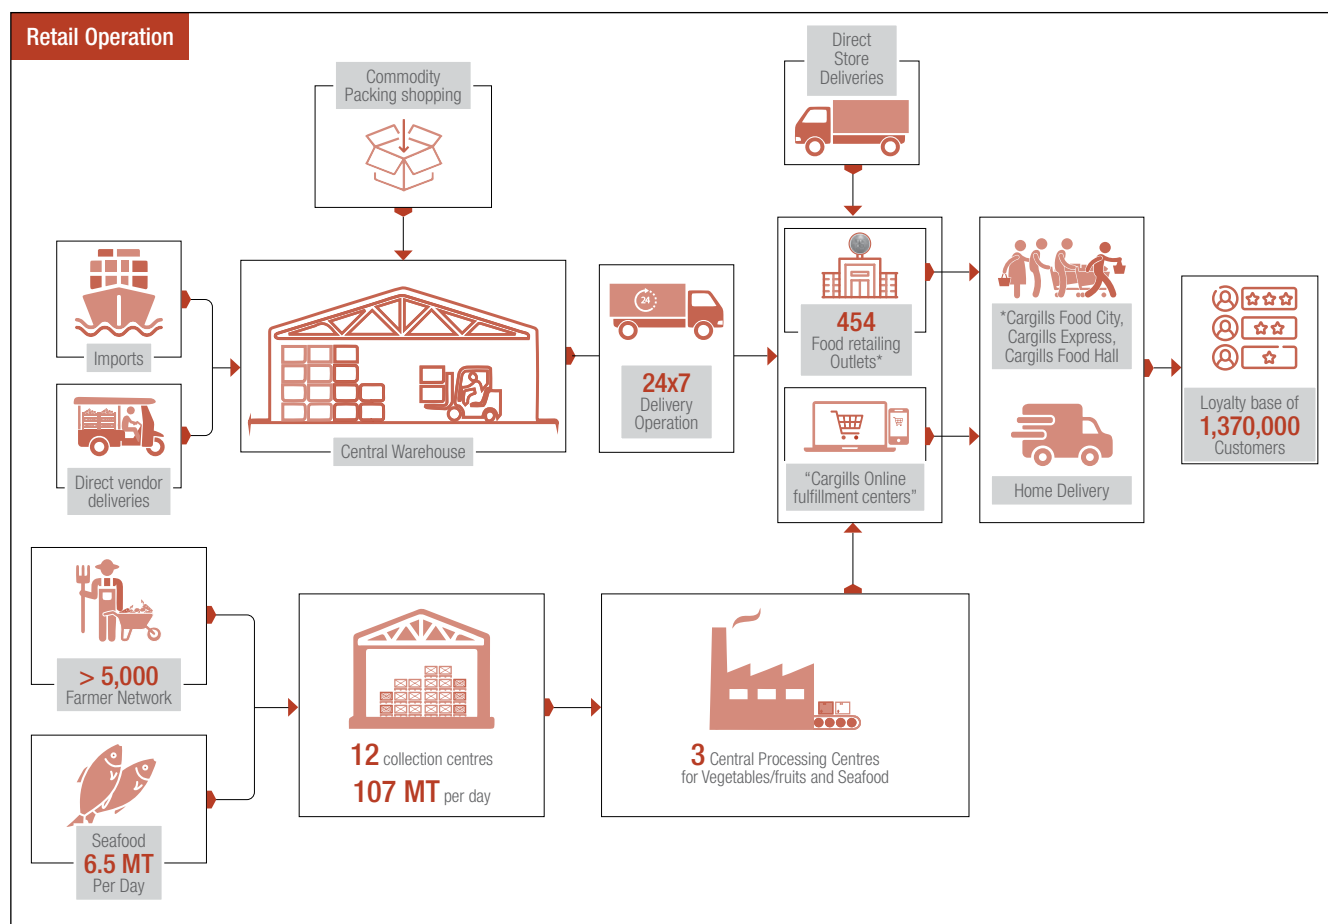 Retail Operation
Commodity
Packing shopping
Direct
Store
Deliveries
Imports
Direct vendor
deliveries
Central Warehouse
24
24x7
Delivery
Operation
454
Food retailing
Outlets*
“Cargills Online
fulfillment centers”
*Cargills Food City,
Cargills Express,
Cargills Food Hall
Home Delivery
Loyalty base of
1,370,000
Customers
> 5,000
Farmer Network
Seafood
6.5 MT
Per Day
12 collection centres
107 MT per day
3 Central Processing Centres
for Vegetables/fruits and Seafood